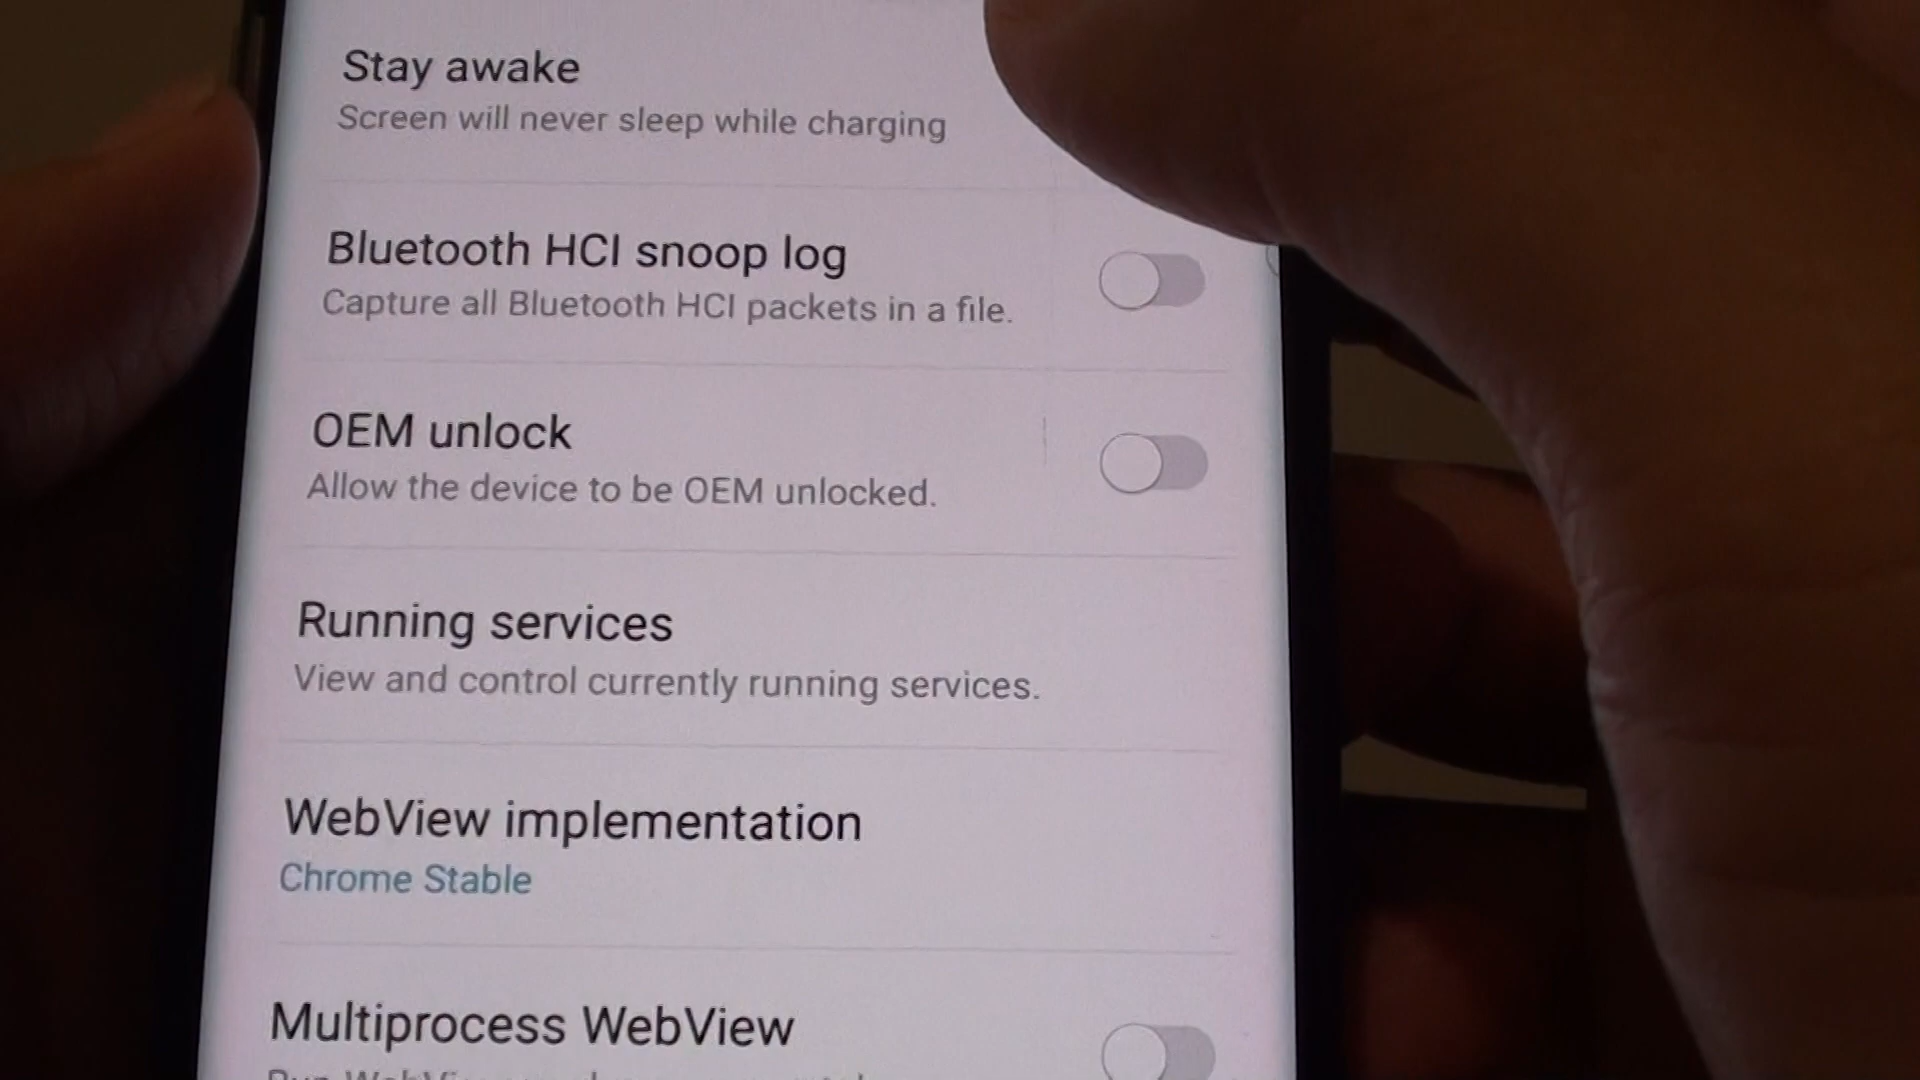 Stay awake
Screen will never sleep while charging
Bluetooth HCI snoop log
Capture all Bluetooth HCI packets in a file.
OEM unlock
Allow the device to be OEM unlocked.
Running services
View and control currently running services.
WebView implementation
Chrome Stable
Multiprocess WebView